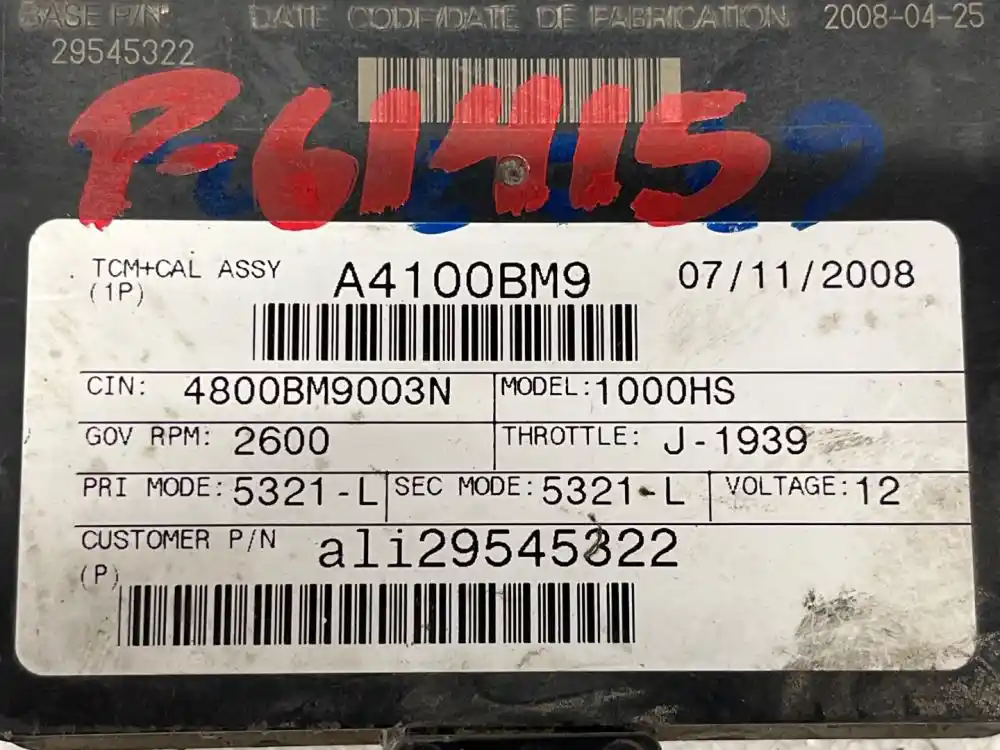 BASE P/N: DATE CODE/DATE DE FABRICATION 2008-04-25
29545322
P-61415
TCM+CAL ASSY A4100BM9 07/11/2008
(1P)
CIN: 4800BM9003N MODEL: 1000HS
GOV RPM: 2600 THROTTLE: J-1939
PRI MODE: 5321-L SEC MODE: 5321-L VOLTAGE: 12
CUSTOMER P/N ali29545322
(P)